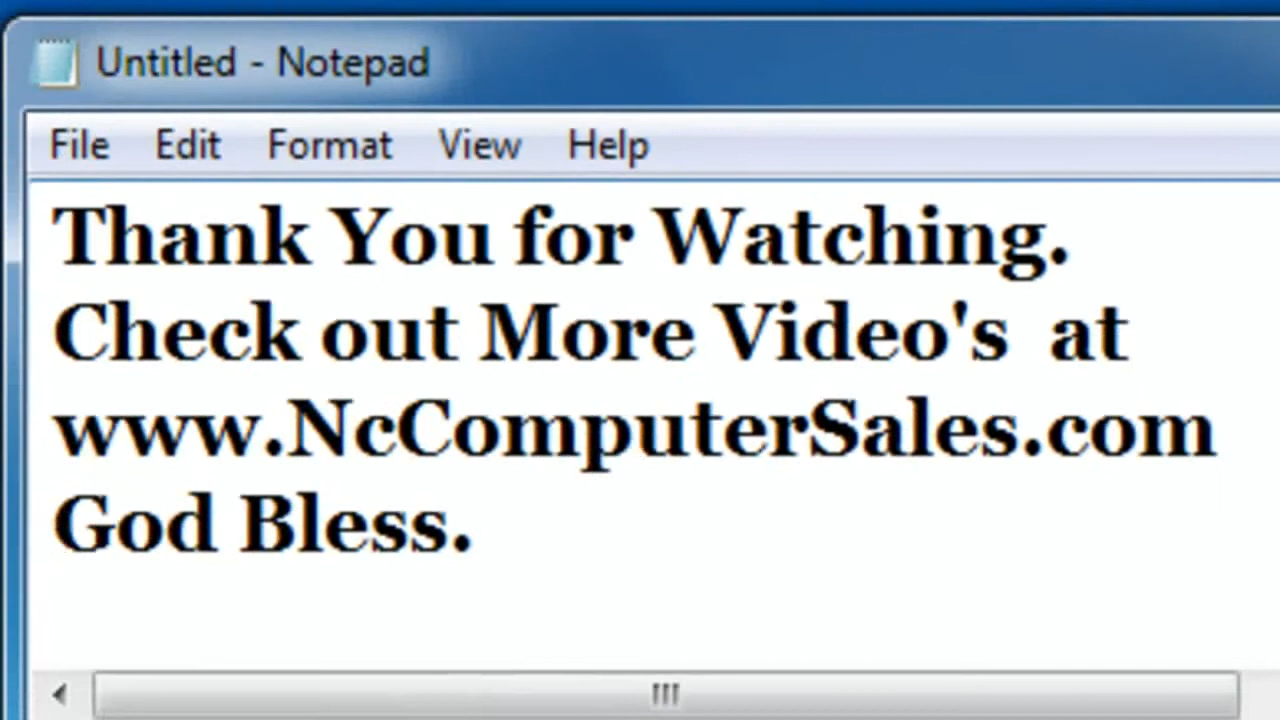 Untitled - Notepad
File Edit Format View Help
Thank You for Watching.
Check out More Video's  at
www.NcComputerSales.com
God Bless.